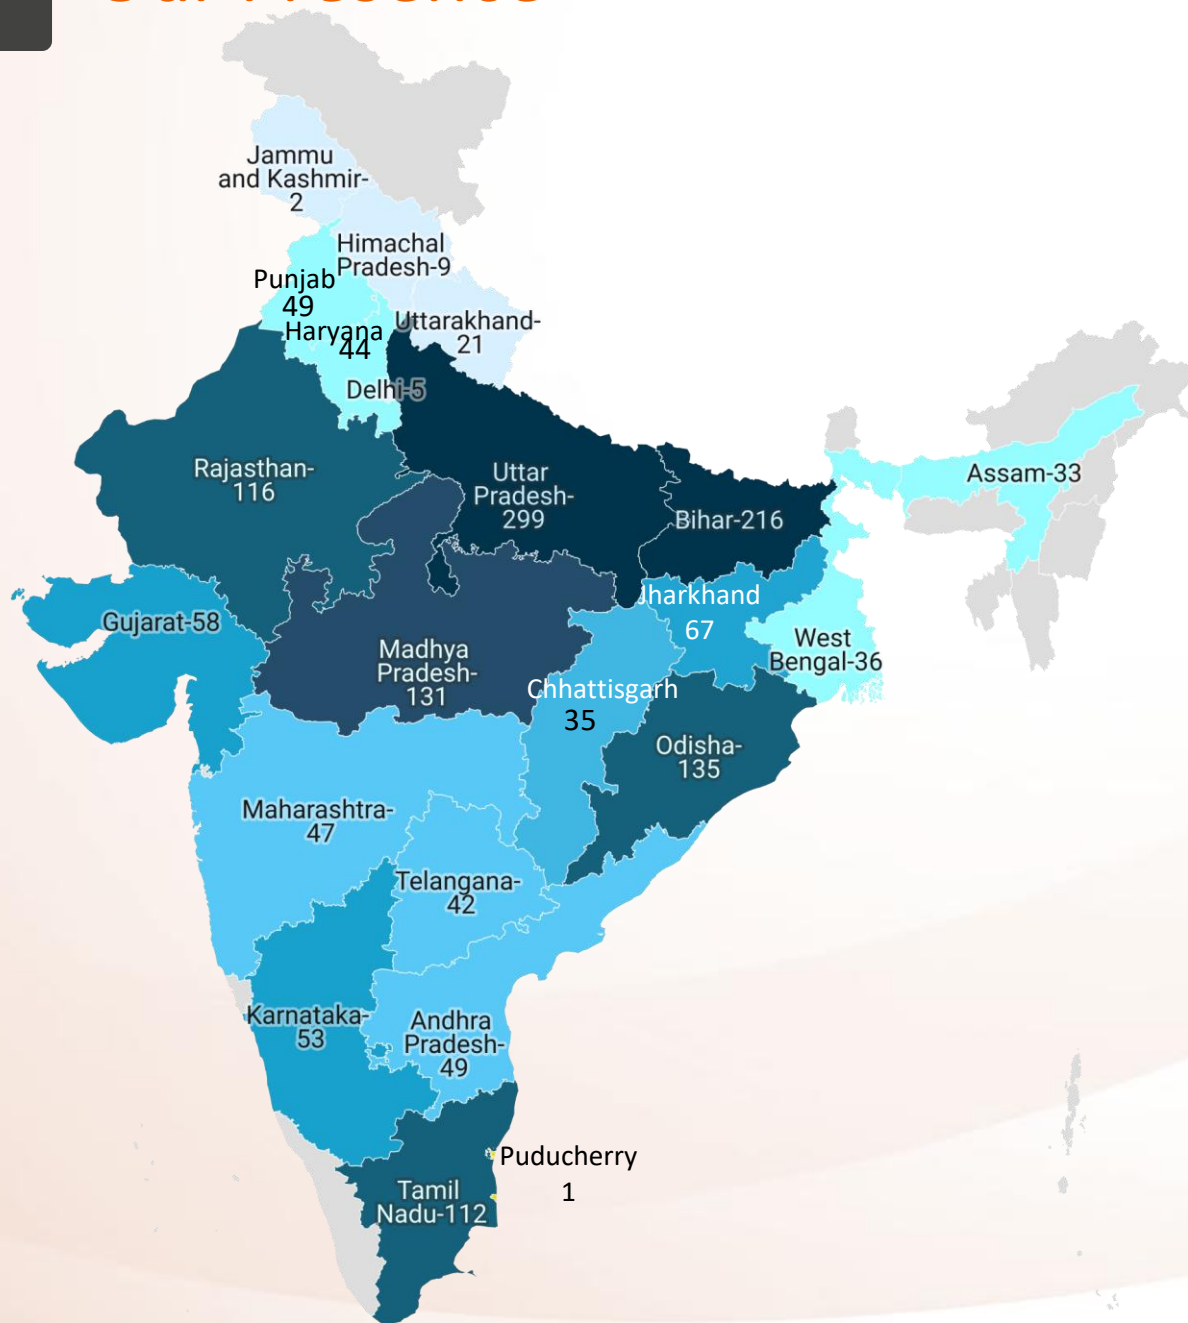 Our Presence
Jammu
and Kashmir-
2
Himachal
Pradesh-9
Punjab
49
Haryana
44
Uttarakhand-
21
Delhi-5
Rajasthan-
116
Uttar
Pradesh-
299
Bihar-216
Assam-33
Gujarat-58
Jharkhand
67
Madhya
Pradesh-
131
West
Bengal-36
Chhattisgarh
35
Odisha-
135
Maharashtra-
47
Telangana-
42
Karnataka-
53
Andhra
Pradesh-
49
Puducherry
1
Tamil
Nadu-112